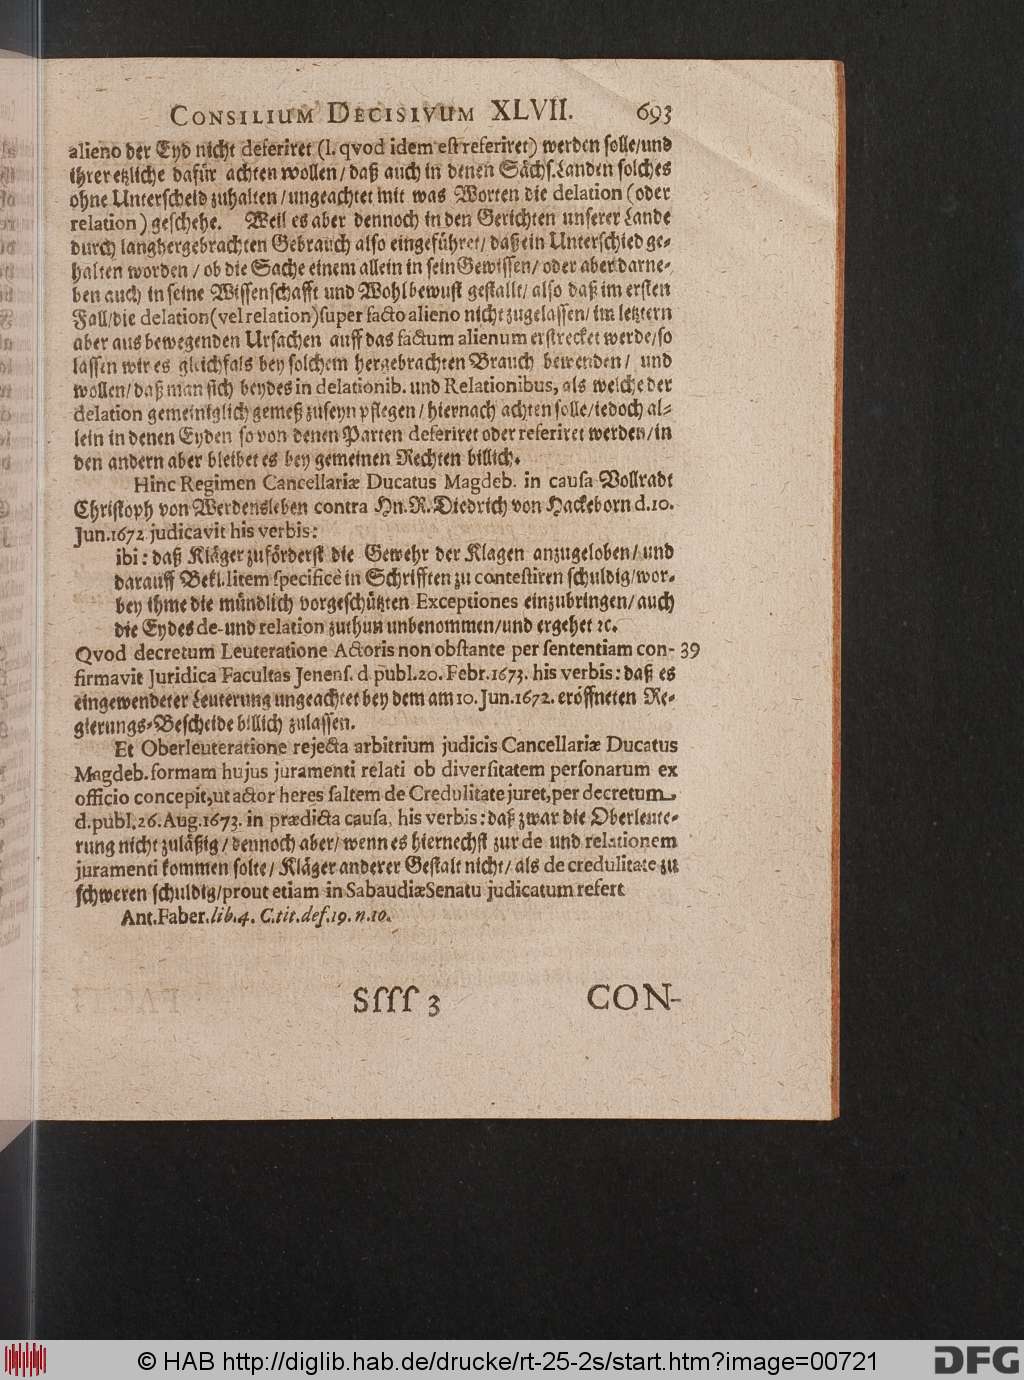 CONSILIUM DECISIVUM XLVII. 693
alieno der Eyd nicht deferiret (l. qvod idem est referiret) werden solle/und
ihrer etzliche dafür achten wollen/ daß auch in denen Sächs. Landen solches
ohne Unterscheid zuhalten/ungeachtet mit was Worten die delation (oder
relation) geschehe. Weil es aber dennoch in den Gerichten unserer Lande
durch langhergebrachten Gebrauch also eingeführet/ daß ein Unterschied ge-
halten worden/ ob die Sache einem allein in sein Gewissen/ oder aber darne-
ben auch in seine Wissenschafft und Wohlbewust gestallt/ also daß im ersten
Fall/die delation (vel relation) super facto alieno nicht zugelassen/ im letztern
aber aus bewegenden Ursachen auff das factum alienum erstrecket werde/so
lassen wir es gleichfals bey solchem hergebrachten Brauch bewenden/ und
wollen/ daß man sich beydes in delationib. und Relationibus, als welche der
delation gemeiniglich gemeß zuseyn pflegen/ hiernach achten solle/iedoch al-
lein in denen Eyden so von denen Parten deferiret oder referiret werden/in
den andern aber bleibet es bey gemeinen Rechten billich.
Hinc Regimen Cancellariæ Ducatus Magdeb. in causa Vollradt
Christoph von Werdensleben contra Hn. R. Diedrich von Hackeborn d. 10.
Jun. 1672 judicavit his verbis:
ibi: daß Kläger zuförderst die Gewehr der Klagen anzugeloben/ und
darauff Bekl. litem specificè in Schrifften zu contestiren schuldig/ wor-
bey ihme die mündlich vorgeschützten Exceptiones einzubringen/ auch
die Eydes de- und relation zuthun unbenommen/und ergehet ꝛc.
Qvod decretum Leuteratione Actoris non obstante per sententiam con- 39
firmavit Juridica Facultas Jenens. d. publ. 20. Febr. 1673. his verbis: daß es
eingewendeter Leuterung ungeachtet bey dem am 10. Jun. 1672. eröffneten Re-
gierungs-Bescheide billich zulassen.
Et Oberleuteratione rejecta arbitrium judicis Cancellariæ Ducatus
Magdeb. formam hujus juramenti relati ob diversitatem personarum ex
officio concepit, ut actor heres saltem de Credulitate juret, per decretum
d. publ. 26. Aug. 1673. in prædicta causa, his verbis: daß zwar die Oberleute-
rung nicht zuläßig/ dennoch aber/ wenn es hiernechst zur de und relationem
juramenti kommen solte/ Kläger anderer Gestalt nicht/ als de credulitate zu
schweren schuldig/prout etiam in Sabaudiæ Senatu judicatum refert
Ant. Faber. lib. 4. C. tit. def. 19. n. 10.
Sſſſ 3 CON-
© HAB http://diglib.hab.de/drucke/rt-25-2s/start.htm?image=00721
DFG